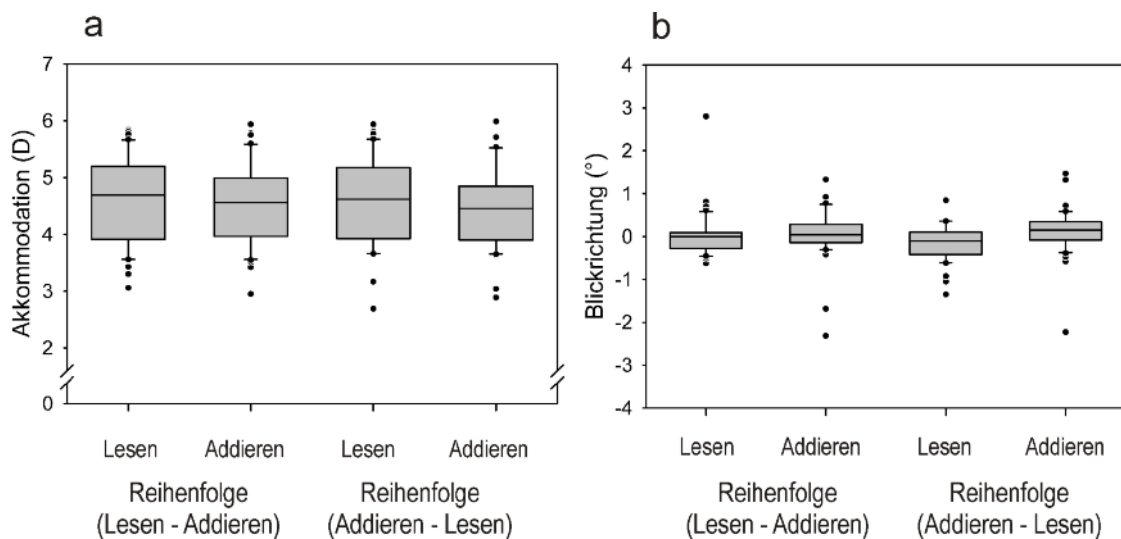 a
7
6
5
4
3
2
0
Akkommodation (D)
Lesen Addieren Lesen Addieren
Reihenfolge Reihenfolge
(Lesen - Addieren) (Addieren - Lesen)
b
4
3
2
1
0
-1
-2
-3
-4
Blickrichtung (°)
Lesen Addieren Lesen Addieren
Reihenfolge Reihenfolge
(Lesen - Addieren) (Addieren - Lesen)